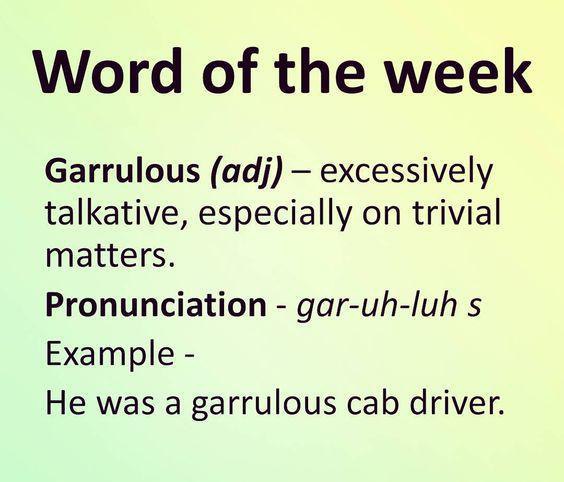 Word of the week
Garrulous (adj) – excessively
talkative, especially on trivial
matters.
Pronunciation - gar-uh-luh s
Example -
He was a garrulous cab driver.